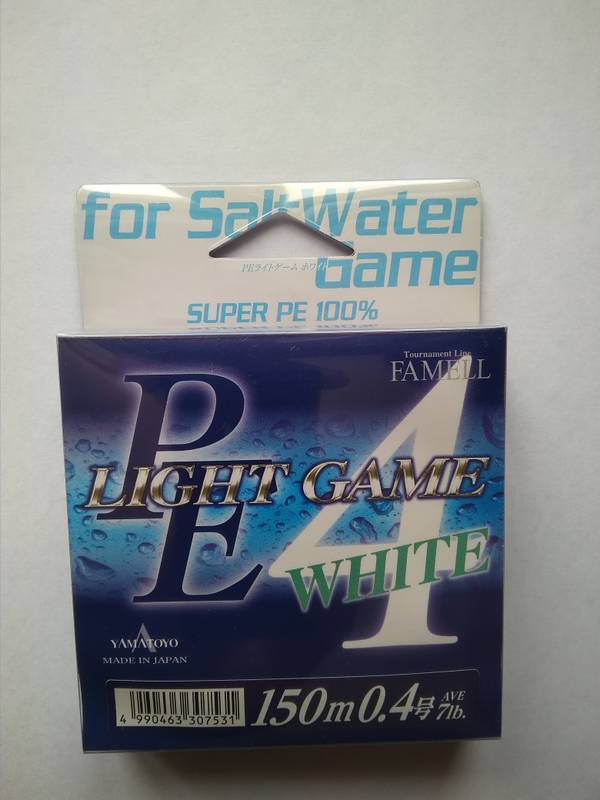 for Salt Water
Game
PEライトゲーム ホワイト
SUPER PE 100%
Tournament Line
FAMELL
PE
LIGHT GAME
4
WHITE
YAMATOYO
MADE IN JAPAN
4 990463 307531
150m 0.4号 AVE 7lb.